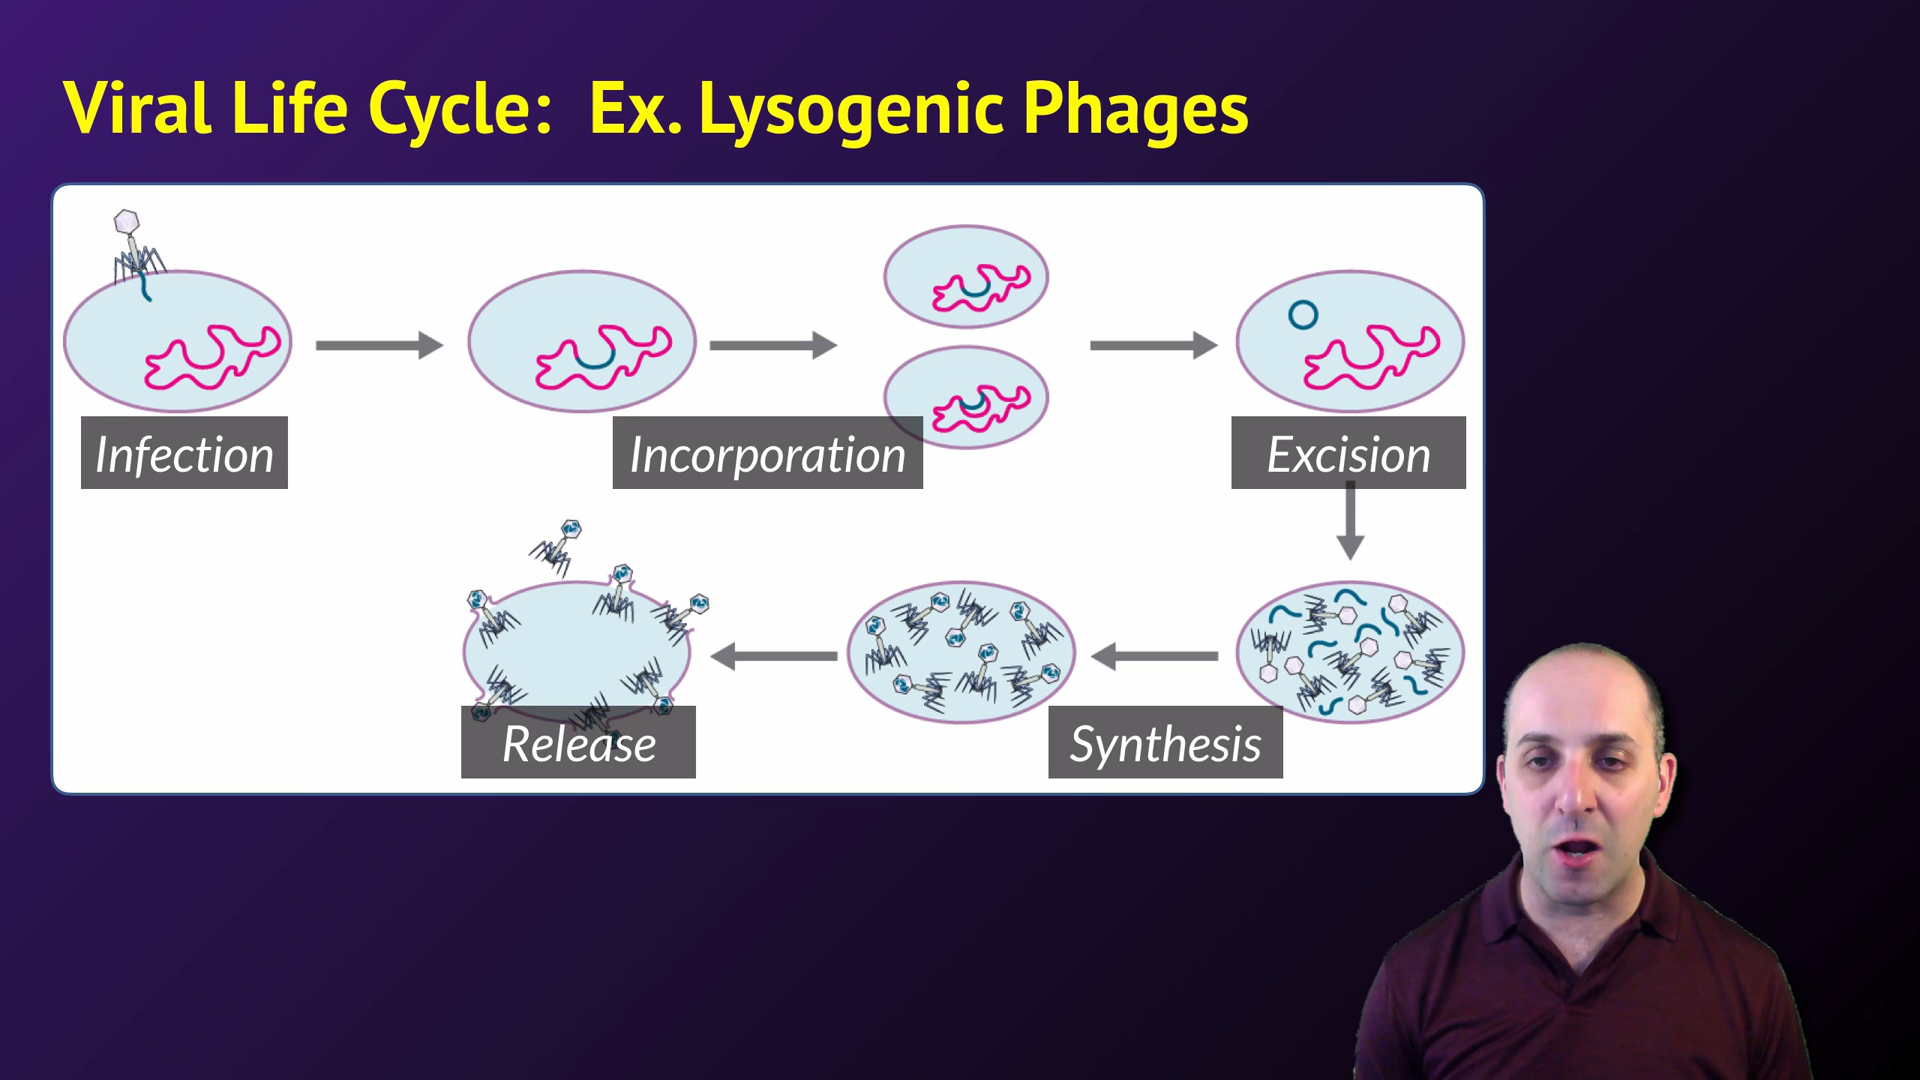 Viral Life Cycle: Ex. Lysogenic Phages
Infection
Incorporation
Excision
Release
Synthesis